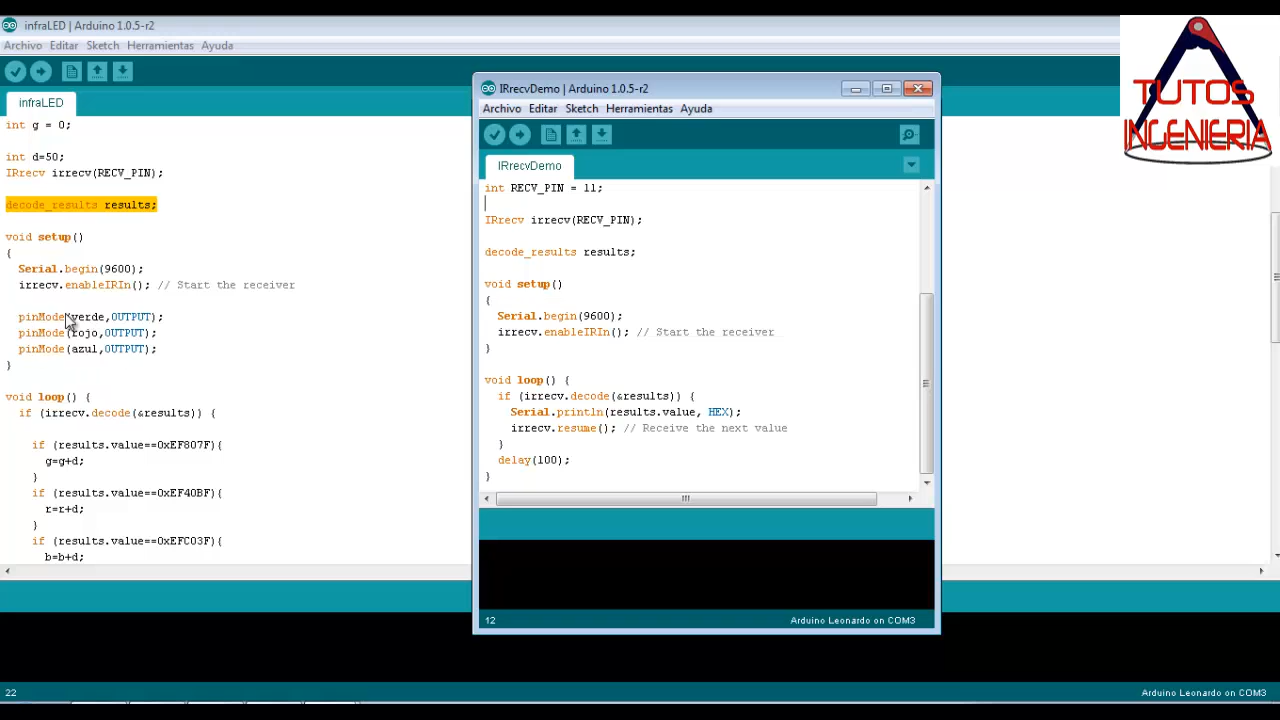 infraLED | Arduino 1.0.5-r2
Archivo Editar Sketch Herramientas Ayuda
infraLED
int g = 0;
int d=50;
IRrecv irrecv(RECV_PIN);
decode_results results;
void setup()
{
Serial.begin(9600);
irrecv.enableIRIn(); // Start the receiver
pinMode(verde,OUTPUT);
pinMode(rojo,OUTPUT);
pinMode(azul,OUTPUT);
}
void loop() {
if (irrecv.decode(&results)) {
if (results.value==0xEF807F){
g=g+d;
}
if (results.value==0xEF40BF){
r=r+d;
}
if (results.value==0xEFC03F){
b=b+d;
22
Arduino Leonardo on COM3
IRrecvDemo | Arduino 1.0.5-r2
Archivo Editar Sketch Herramientas Ayuda
IRrecvDemo
int RECV_PIN = 11;
IRrecv irrecv(RECV_PIN);
decode_results results;
void setup()
{
Serial.begin(9600);
irrecv.enableIRIn(); // Start the receiver
}
void loop() {
if (irrecv.decode(&results)) {
Serial.println(results.value, HEX);
irrecv.resume(); // Receive the next value
}
delay(100);
}
12
Arduino Leonardo on COM3
TUTOS
INGENIERIA